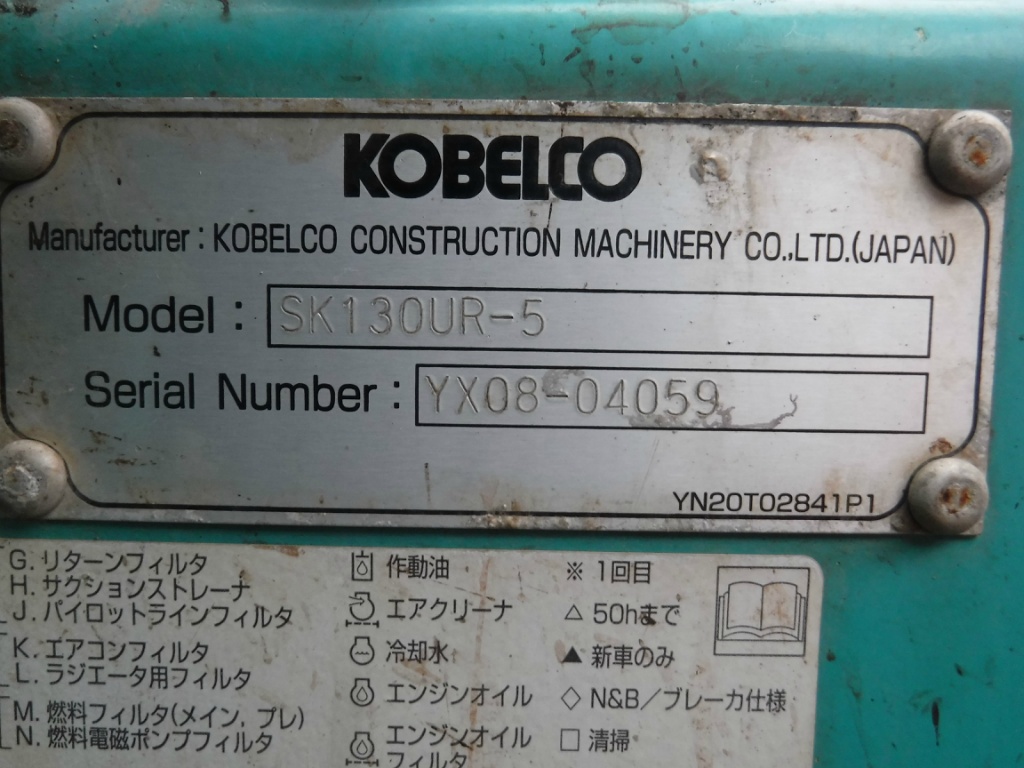 KOBELCO
Manufacturer : KOBELCO CONSTRUCTION MACHINERY CO.,LTD.(JAPAN)
Model : SK130UR-5
Serial Number : YX08-04059
YN20T02841P1
G. リターンフィルタ
H. サクションストレーナ
J. パイロットラインフィルタ
K. エアコンフィルタ
L. ラジエータ用フィルタ
M. 燃料フィルタ(メイン, プレ)
N. 燃料電磁ポンプフィルタ
作動油
エアクリーナ
冷却水
エンジンオイル
エンジンオイル
フィルタ
※ 1回目
△ 50hまで
▲ 新車のみ
◇ N&B／ブレーカ仕様
□ 清掃